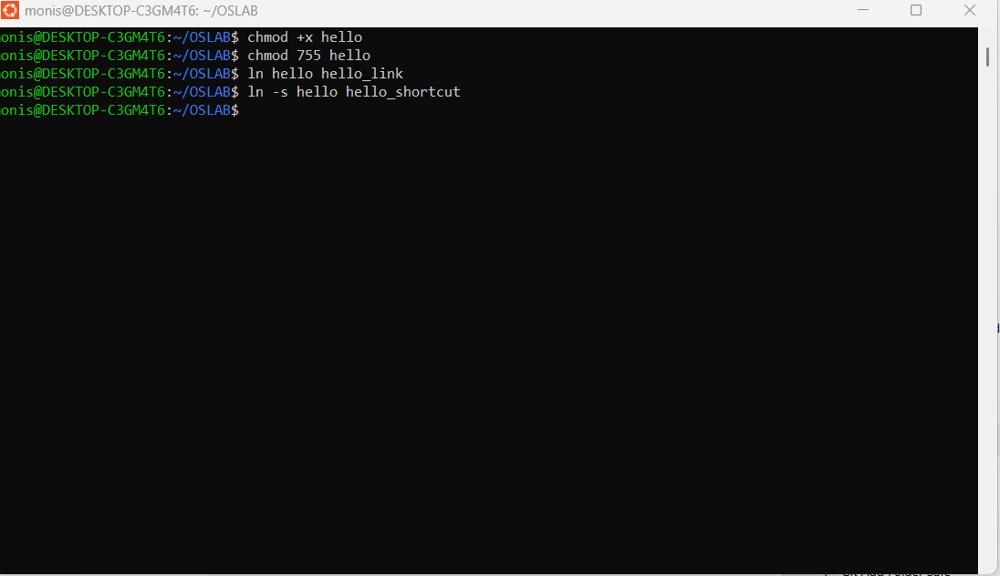 monis@DESKTOP-C3GM4T6: ~/OSLAB
onis@DESKTOP-C3GM4T6:~/OSLAB$ chmod +x hello
onis@DESKTOP-C3GM4T6:~/OSLAB$ chmod 755 hello
onis@DESKTOP-C3GM4T6:~/OSLAB$ ln hello hello_link
onis@DESKTOP-C3GM4T6:~/OSLAB$ ln -s hello hello_shortcut
onis@DESKTOP-C3GM4T6:~/OSLAB$